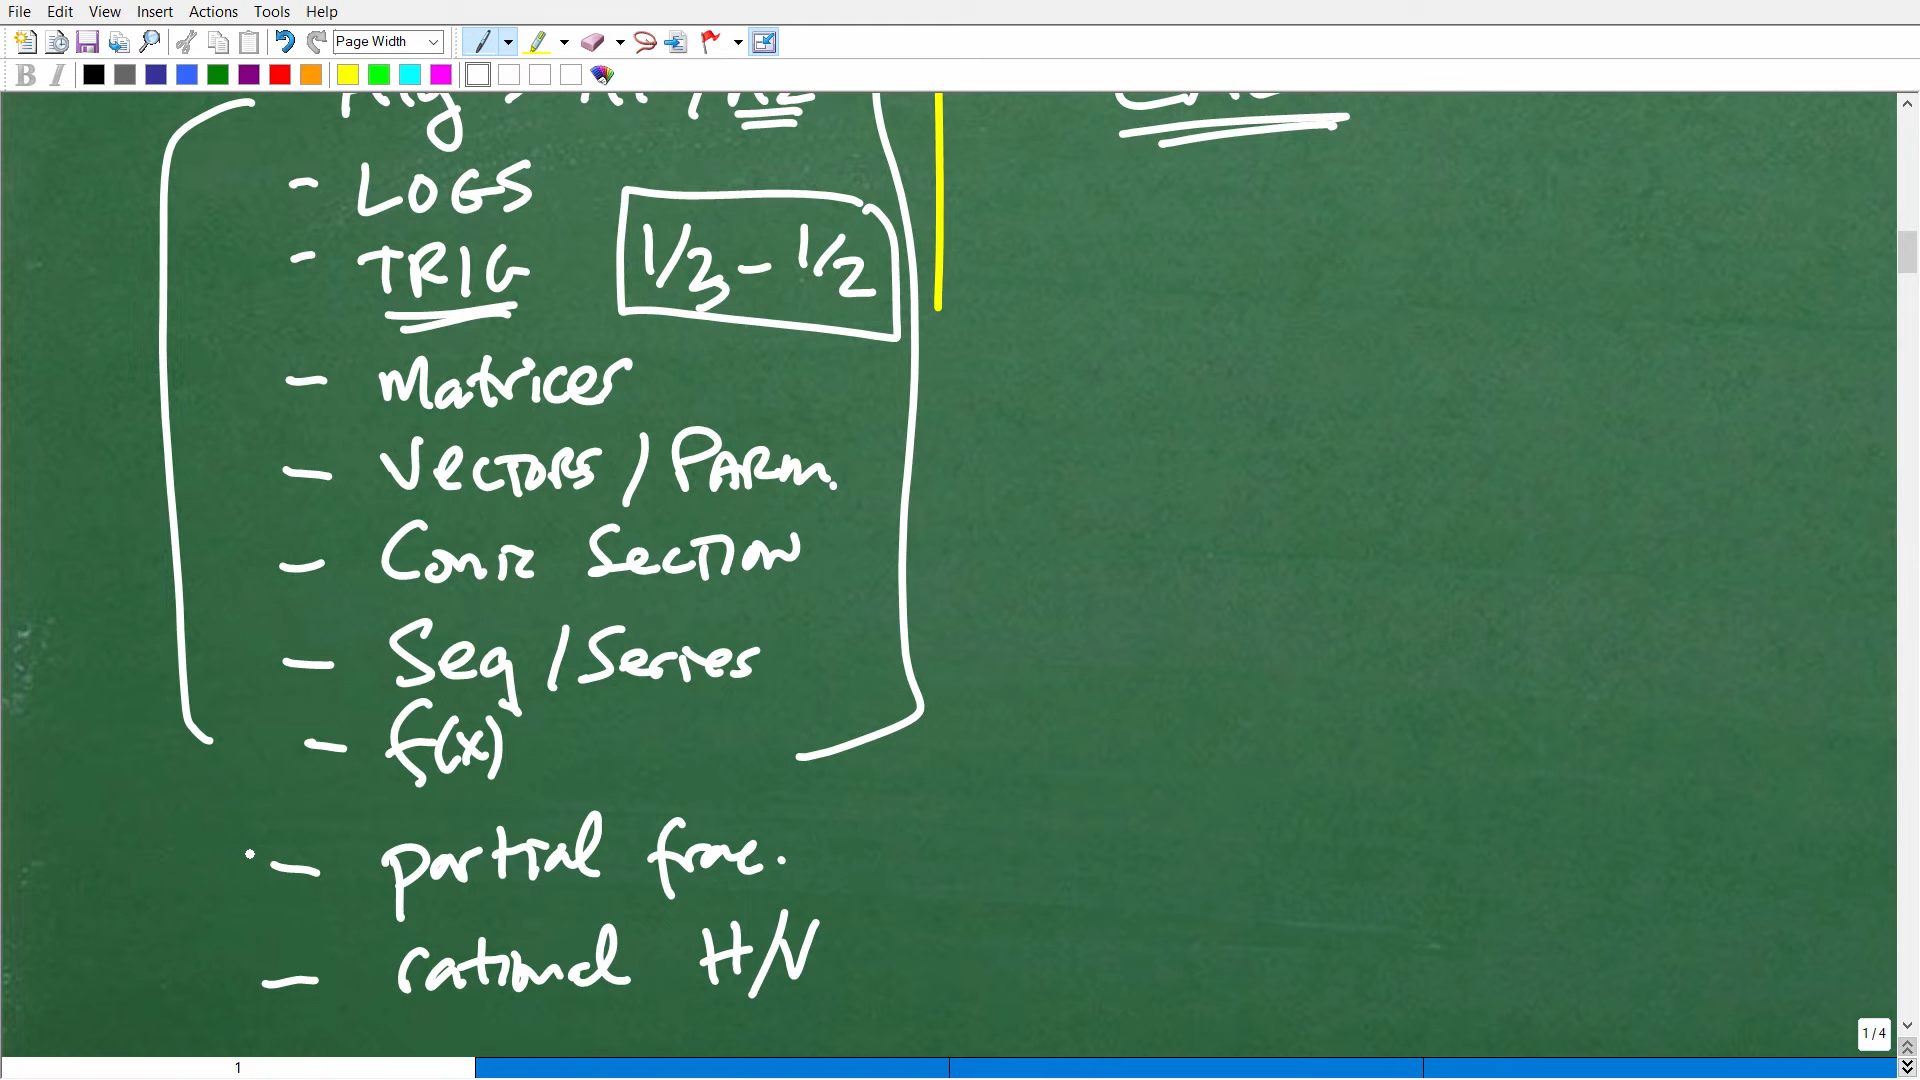 File Edit View Insert Actions Tools Help
Page Width
B I
- LOGS
- TRIG 1/3 - 1/2
- Matrices
- Vectors / Parm.
- Conic Section
- Seq / Series
- f(x)
- partial frac.
- rational H/V
1 / 4
1